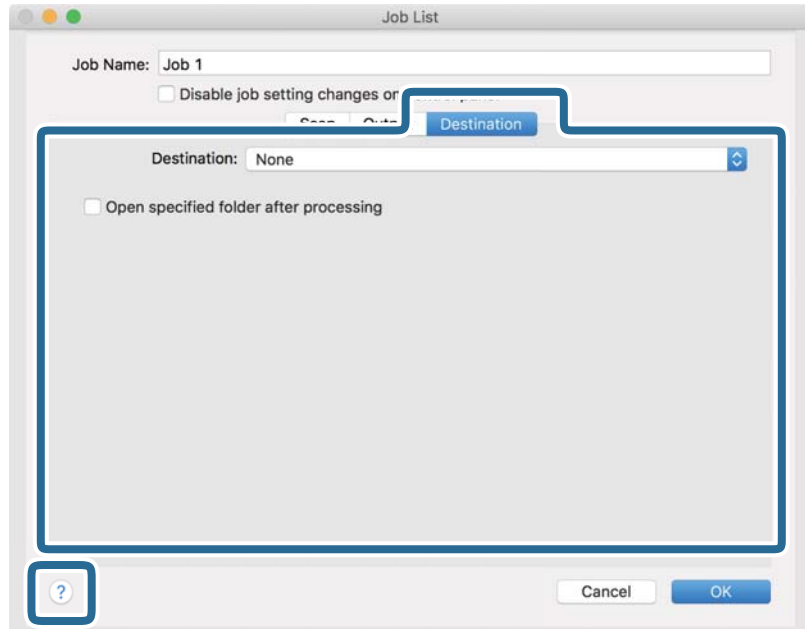 Job List
Job Name: Job 1
Disable job setting changes on
Destination
Destination: None
Open specified folder after processing
?
Cancel OK